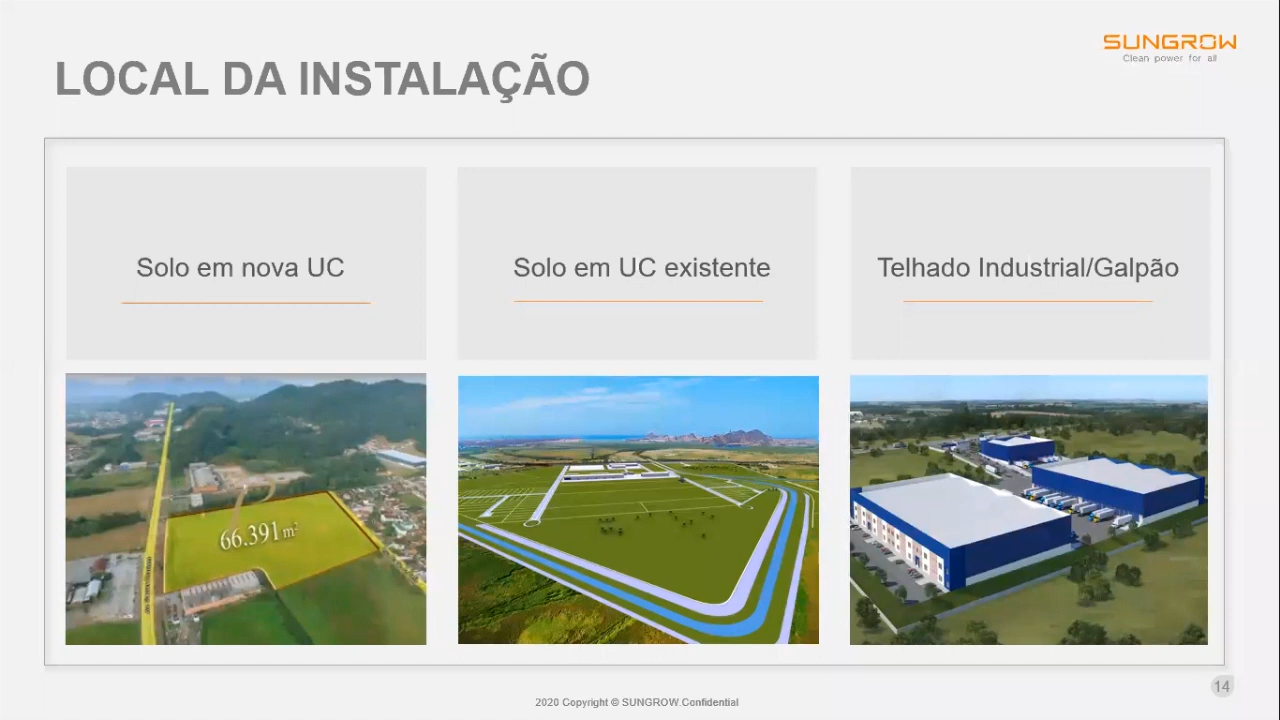 SUNGROW
Clean power for all
LOCAL DA INSTALAÇÃO
Solo em nova UC
Solo em UC existente
Telhado Industrial/Galpão
66.391 m²
14
2020 Copyright © SUNGROW Confidential